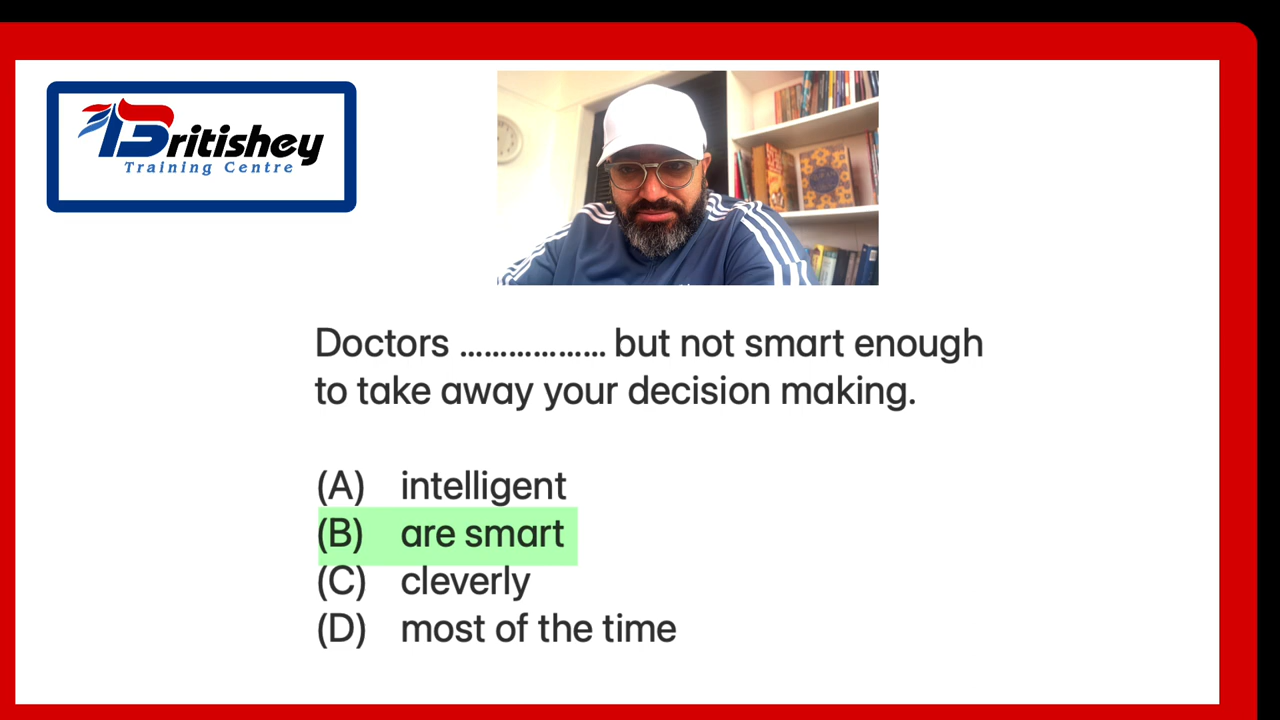 Britishey
Training Centre
Doctors .................. but not smart enough
to take away your decision making.
(A) intelligent
(B) are smart
(C) cleverly
(D) most of the time